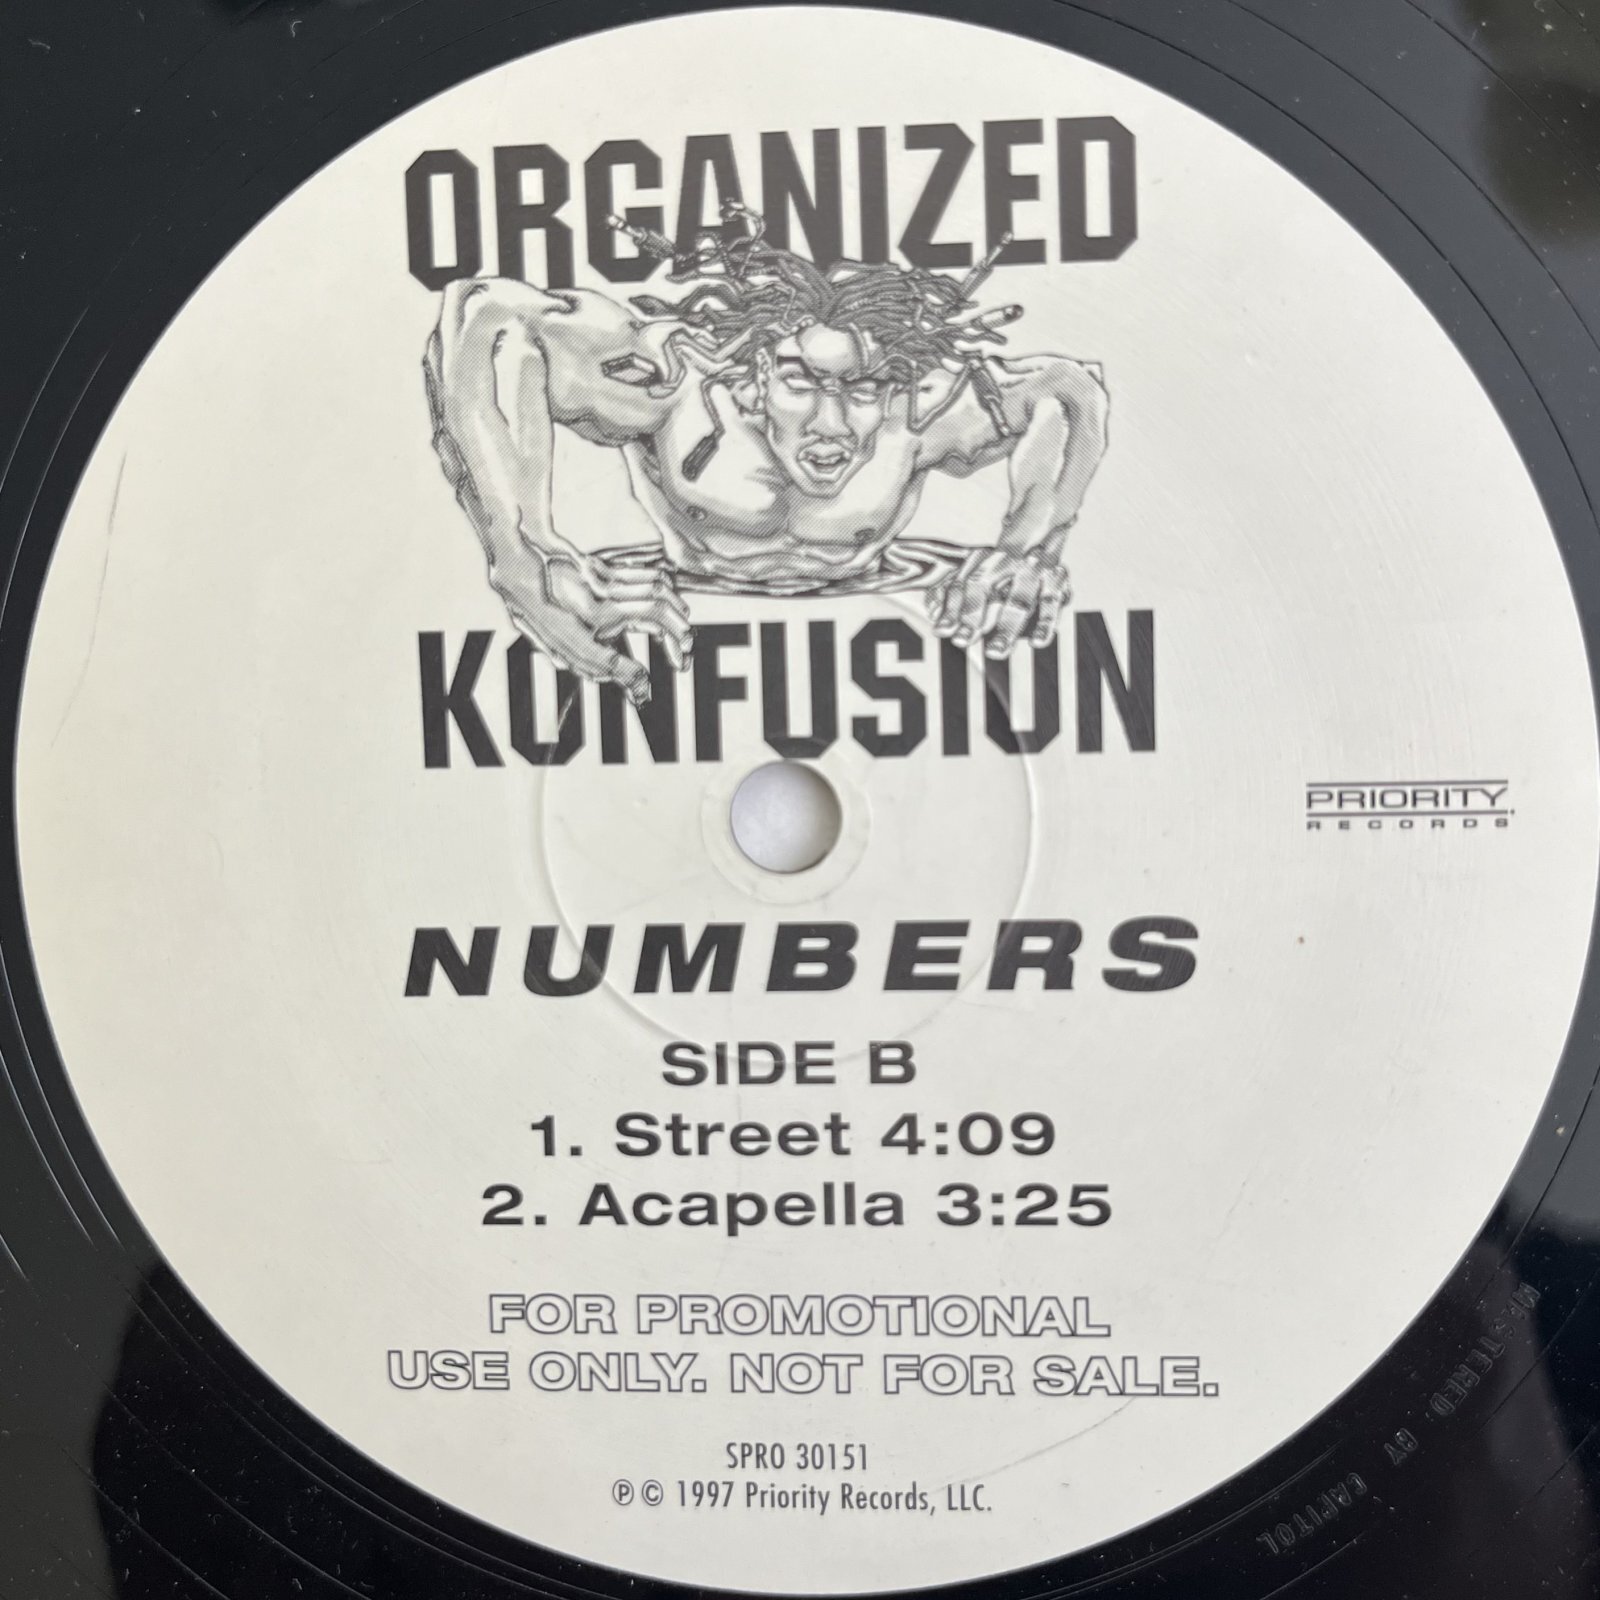 ORGANIZED
KONFUSION
PRIORITY
RECORDS
NUMBERS
SIDE B
1. Street 4:09
2. Acapella 3:25
FOR PROMOTIONAL
USE ONLY. NOT FOR SALE.
SPRO 30151
℗ © 1997 Priority Records, LLC.
MASTERED BY CAPITOL